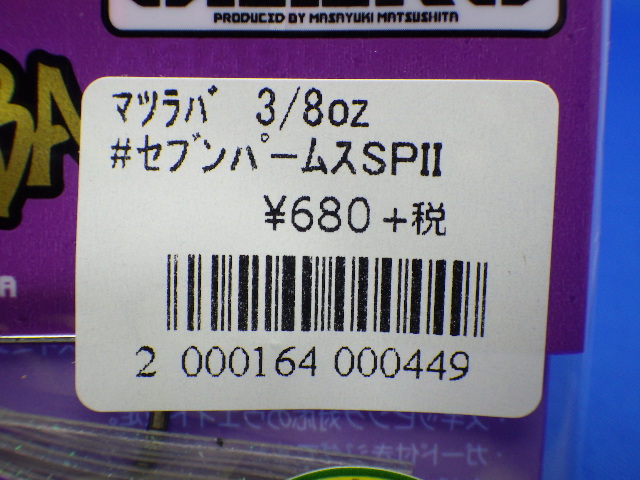 PRODUCED BY MASAYUKI MATSUSHITA
BA
マツラバ 3/8oz
#セブンパームスSPII
¥680+税
2 000164 000449
A